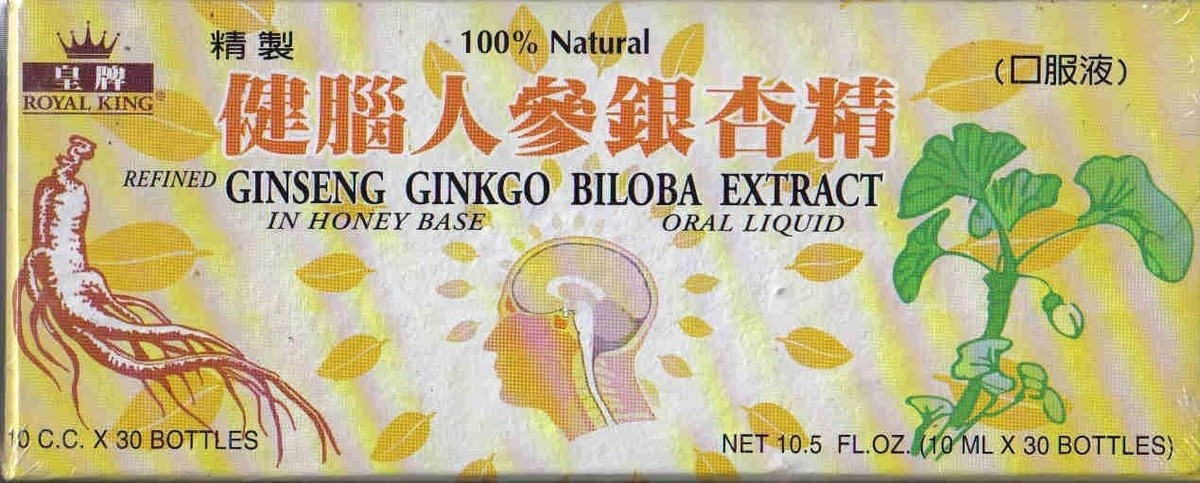 皇牌
ROYAL KING®
精製
100% Natural
(口服液)
健腦人參銀杏精
REFINED GINSENG GINKGO BILOBA EXTRACT
IN HONEY BASE ORAL LIQUID
10 C.C. X 30 BOTTLES
NET 10.5 FL.OZ. (10 ML X 30 BOTTLES)